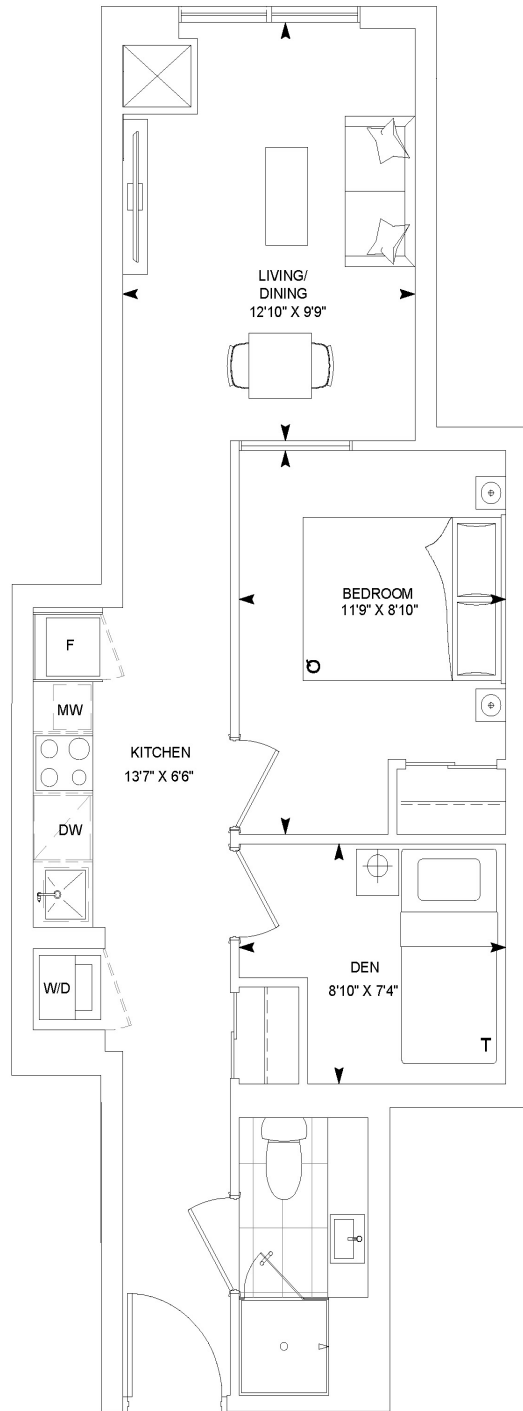 LIVING/
DINING
12'10" X 9'9"
BEDROOM
11'9" X 8'10"
F
MW
KITCHEN
13'7" X 6'6"
DW
DEN
8'10" X 7'4"
W/D
T